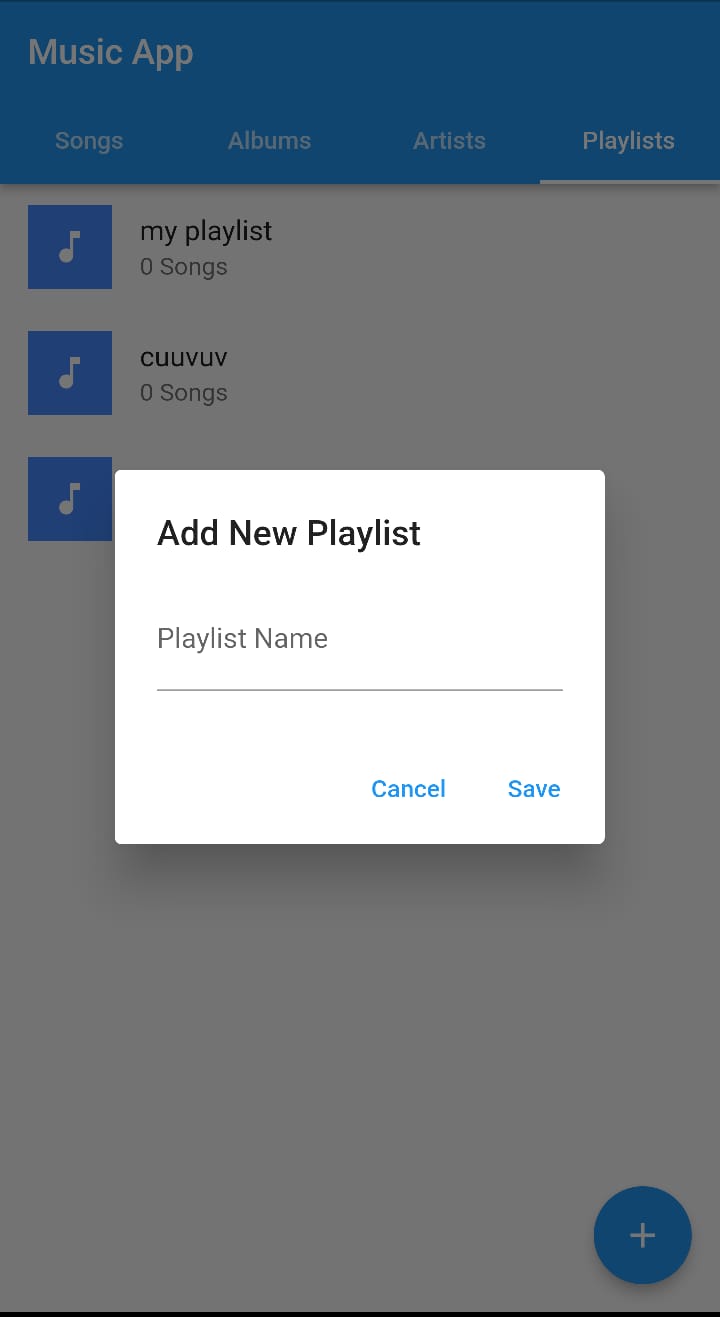 Music App
Songs Albums Artists Playlists
my playlist
0 Songs
cuuvuv
0 Songs
Add New Playlist
Playlist Name
Cancel Save